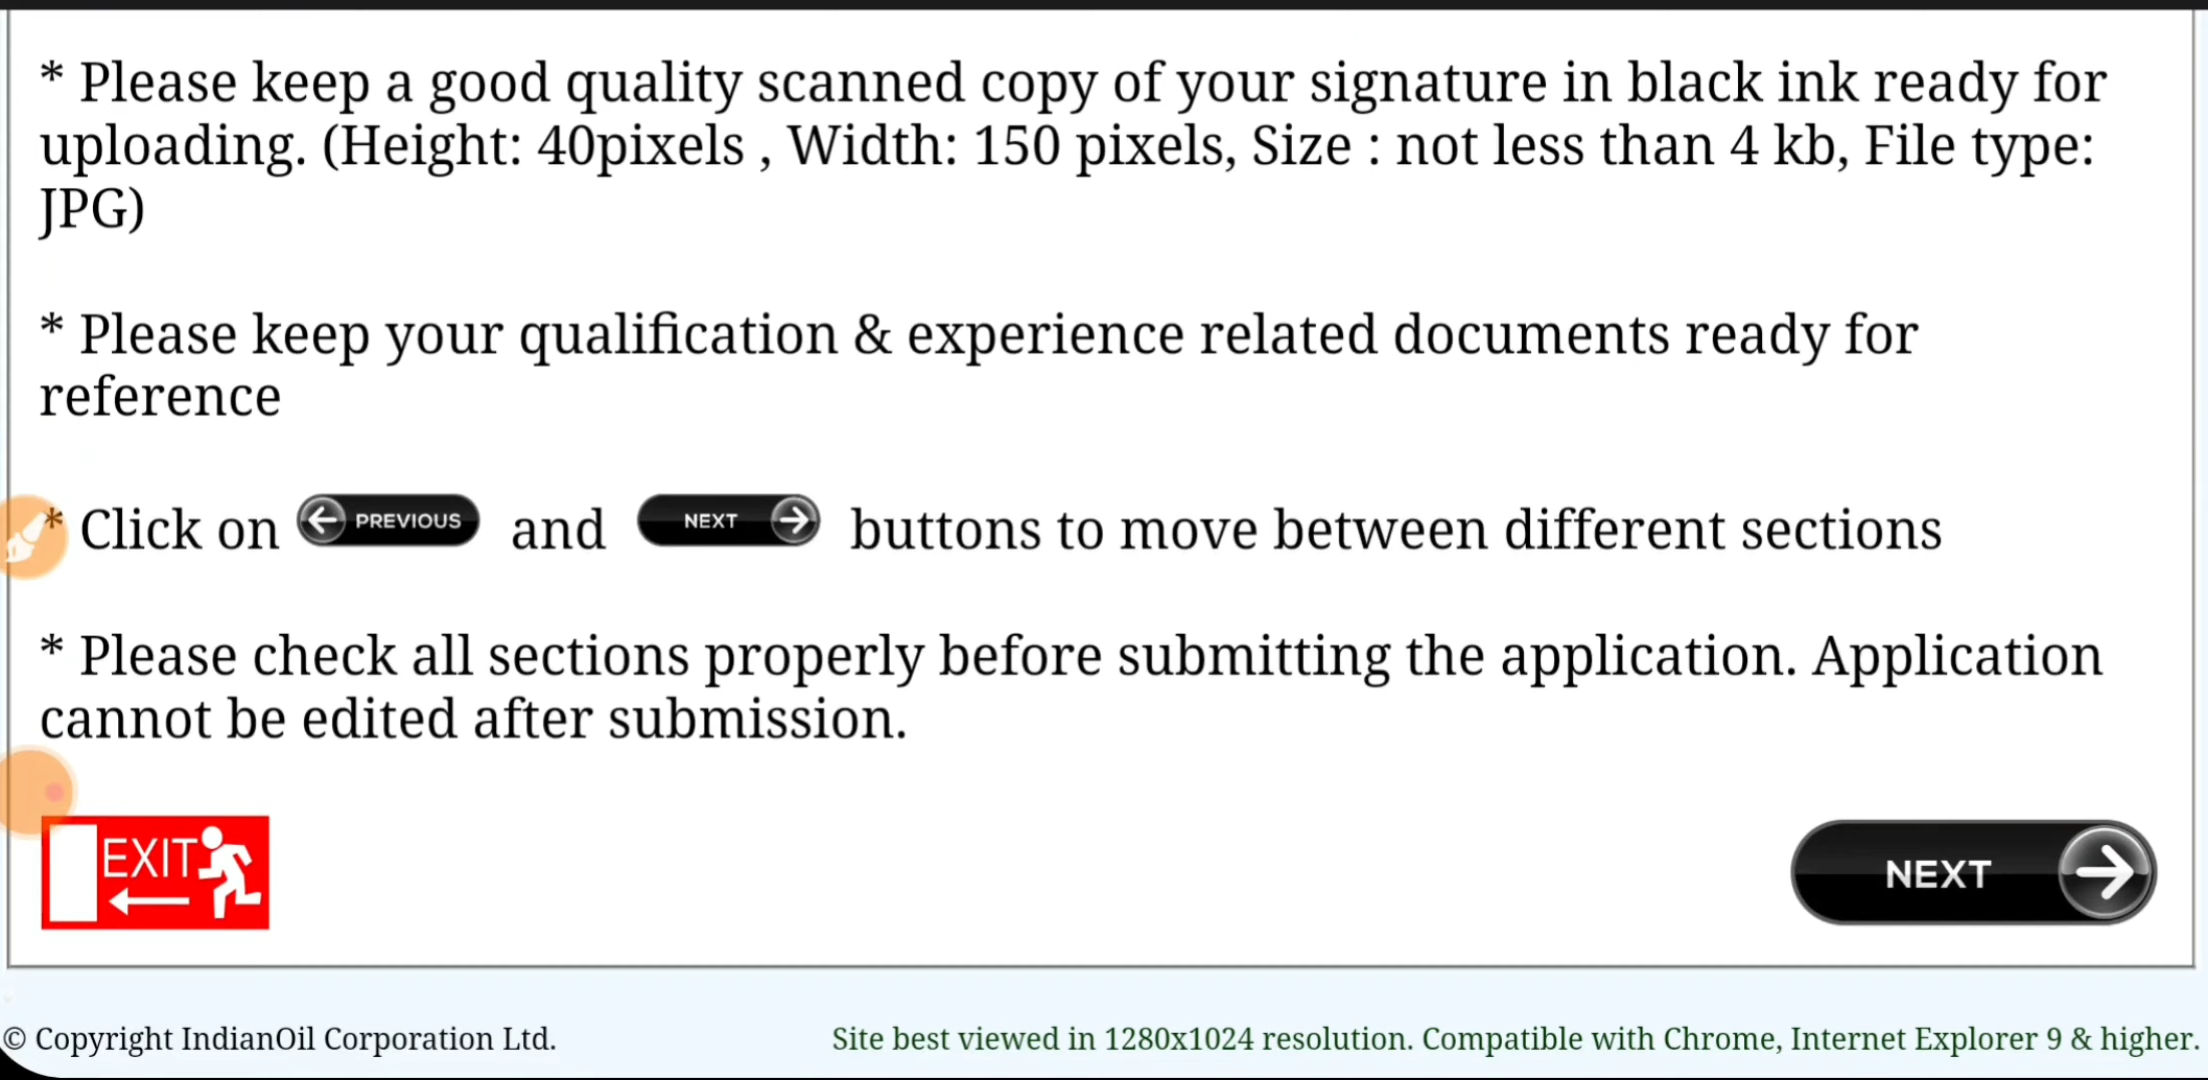 * Please keep a good quality scanned copy of your signature in black ink ready for
uploading. (Height: 40pixels , Width: 150 pixels, Size : not less than 4 kb, File type:
JPG)
* Please keep your qualification & experience related documents ready for
reference
* Click on PREVIOUS and NEXT buttons to move between different sections
* Please check all sections properly before submitting the application. Application
cannot be edited after submission.
EXIT
NEXT
© Copyright IndianOil Corporation Ltd.
Site best viewed in 1280x1024 resolution. Compatible with Chrome, Internet Explorer 9 & higher.